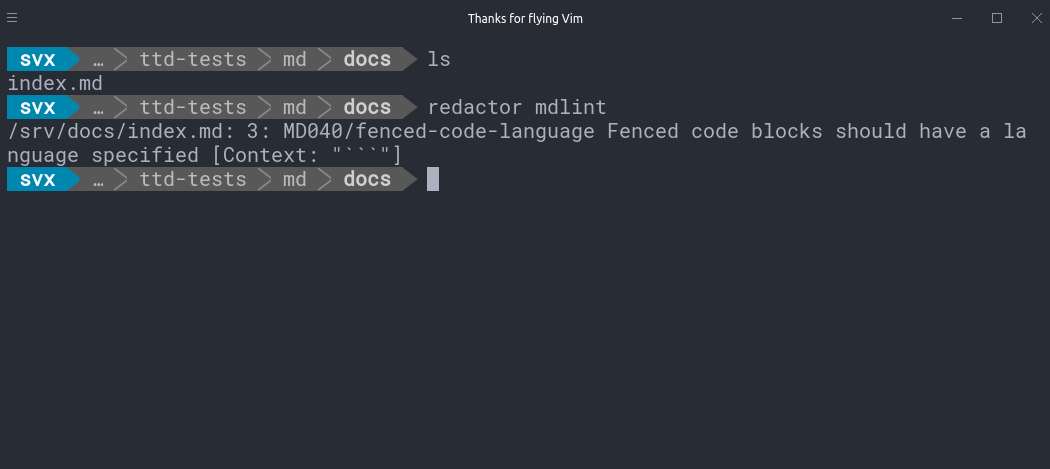 Thanks for flying Vim
svx … ttd-tests md docs ls
index.md
svx … ttd-tests md docs redactor mdlint
/srv/docs/index.md: 3: MD040/fenced-code-language Fenced code blocks should have a la
nguage specified [Context: "```"]
svx … ttd-tests md docs